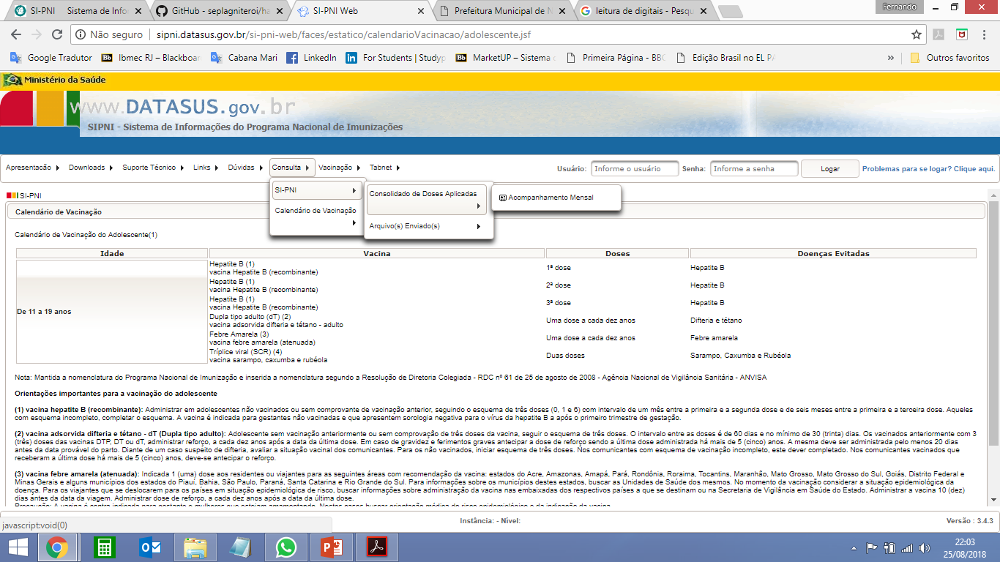 SI-PNI Sistema de Info
GitHub - seplagniteroi/ha
SI-PNI Web
Prefeitura Municipal de N
leitura de digitais - Pesqu
Fernando
Não seguro | sipni.datasus.gov.br/si-pni-web/faces/estatico/calendarioVacinacao/adolescente.jsf
Google Tradutor
Ibmec RJ – Blackboar
Cabana Mari
LinkedIn
For Students | Studyp
MarketUP – Sistema d
Primeira Página - BBC
Edição Brasil no EL PA
»
Outros favoritos
Ministério da Saúde
www.DATASUS.gov.br
SIPNI - Sistema de Informações do Programa Nacional de Imunizações
Apresentacão Downloads Suporte Técnico Links Dúvidas Consulta Vacinação Tabnet Usuário: Informe o usuário Senha: Informe a senha Logar Problemas para se logar? Clique aqui.
SI-PNI
Calendário de Vacinação
Consolidado de Doses Aplicadas
Arquivo(s) Enviado(s)
Acompanhamento Mensal
SI-PNI
Calendário de Vacinação
Calendário de Vacinação do Adolescente(1)
Idade Vacina Doses Doenças Evitadas
De 11 a 19 anos
Hepatite B (1)
vacina Hepatite B (recombinante)
1ª dose Hepatite B
Hepatite B (1)
vacina Hepatite B (recombinante)
2ª dose Hepatite B
Hepatite B (1)
vacina Hepatite B (recombinante)
3ª dose Hepatite B
Dupla tipo adulto (dT) (2)
vacina adsorvida difteria e tétano - adulto
Uma dose a cada dez anos Difteria e tétano
Febre Amarela (3)
vacina febre amarela (atenuada)
Uma dose a cada dez anos Febre amarela
Tríplice viral (SCR) (4)
vacina sarampo, caxumba e rubéola
Duas doses Sarampo, Caxumba e Rubéola
Nota: Mantida a nomenclatura do Programa Nacional de Imunização e inserida a nomenclatura segundo a Resolução de Diretoria Colegiada - RDC nº 61 de 25 de agosto de 2008 - Agência Nacional de Vigilância Sanitária - ANVISA
Orientações importantes para a vacinação do adolescente
(1) vacina hepatite B (recombinante): Administrar em adolescentes não vacinados ou sem comprovante de vacinação anterior, seguindo o esquema de três doses (0, 1 e 6) com intervalo de um mês entre a primeira e a segunda dose e de seis meses entre a primeira e a terceira dose. Aqueles
com esquema incompleto, completar o esquema. A vacina é indicada para gestantes não vacinadas e que apresentem sorologia negativa para o vírus da hepatite B a após o primeiro trimestre de gestação.
(2) vacina adsorvida difteria e tétano - dT (Dupla tipo adulto): Adolescente sem vacinação anteriormente ou sem comprovação de três doses da vacina, seguir o esquema de três doses. O intervalo entre as doses é de 60 dias e no mínimo de 30 (trinta) dias. Os vacinados anteriormente com 3
(três) doses das vacinas DTP, DT ou dT, administrar reforço, a cada dez anos após a data da última dose. Em caso de gravidez e ferimentos graves antecipar a dose de reforço sendo a última dose administrada há mais de 5 (cinco) anos. A mesma deve ser administrada pelo menos 20 dias
antes da data provável do parto. Diante de um caso suspeito de difteria, avaliar a situação vacinal dos comunicantes. Para os não vacinados, iniciar esquema de três doses. Nos comunicantes com esquema de vacinação incompleto, este dever completado. Nos comunicantes vacinados que
receberam a última dose há mais de 5 (cinco) anos, deve-se antecipar o reforço.
(3) vacina febre amarela (atenuada): Indicada 1 (uma) dose aos residentes ou viajantes para as seguintes áreas com recomendação da vacina: estados do Acre, Amazonas, Amapá, Pará, Rondônia, Roraima, Tocantins, Maranhão, Mato Grosso, Mato Grosso do Sul, Goiás, Distrito Federal e
Minas Gerais e alguns municípios dos estados do Piauí, Bahia, São Paulo, Paraná, Santa Catarina e Rio Grande do Sul. Para informações sobre os municípios destes estados, buscar as Unidades de Saúde dos mesmos. No momento da vacinação considerar a situação epidemiológica da
doença. Para os viajantes que se deslocarem para os países em situação epidemiológica de risco, buscar informações sobre administração da vacina nas embaixadas dos respectivos países a que se destinam ou na Secretaria de Vigilância em Saúde do Estado. Administrar a vacina 10 (dez)
dias antes da data da viagem. Administrar dose de reforço, a cada dez anos após a data da última dose.
Precaução: A vacina é contra indicada para gestante e mulheres que estejam amamentando. Nestes casos buscar orientação médica do risco epidemiológico e da indicação da vacina.
javascript:void(0)
Instância: - Nível:
Versão : 3.4.3
22:03
25/08/2018